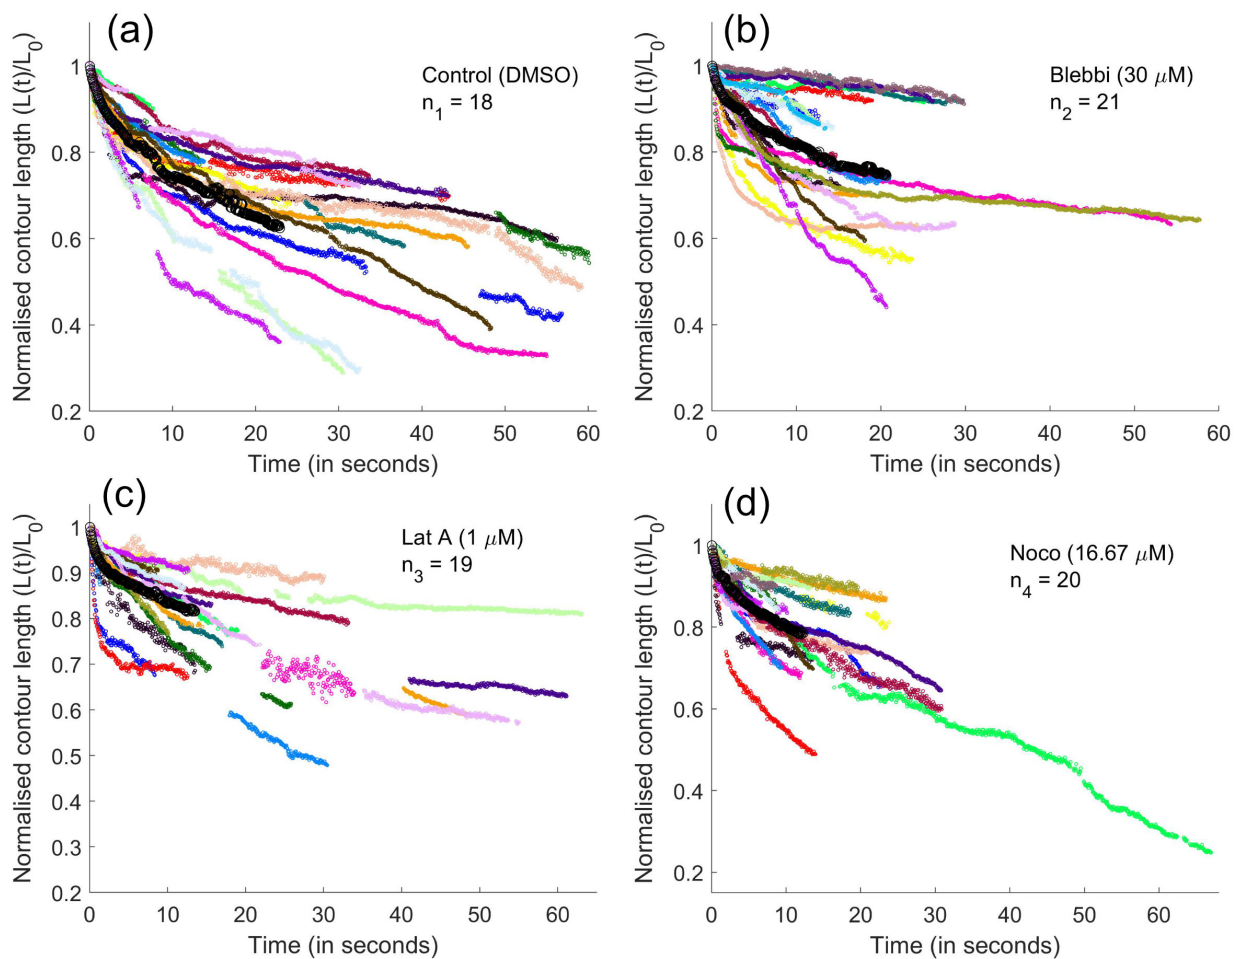 (a)
Control (DMSO)
n1 = 18
1
0.8
0.6
0.4
0.2
0 10 20 30 40 50 60
Normalised contour length (L(t)/L0)
Time (in seconds)
(b)
Blebbi (30 μM)
n2 = 21
1
0.8
0.6
0.4
0.2
0 10 20 30 40 50 60
Normalised contour length (L(t)/L0)
Time (in seconds)
(c)
Lat A (1 μM)
n3 = 19
1
0.9
0.8
0.7
0.6
0.5
0.4
0.3
0.2
0 10 20 30 40 50 60
Normalised contour length (L(t)/L0)
Time (in seconds)
(d)
Noco (16.67 μM)
n4 = 20
1
0.8
0.6
0.4
0.2
0 10 20 30 40 50 60
Normalised contour length (L(t)/L0)
Time (in seconds)